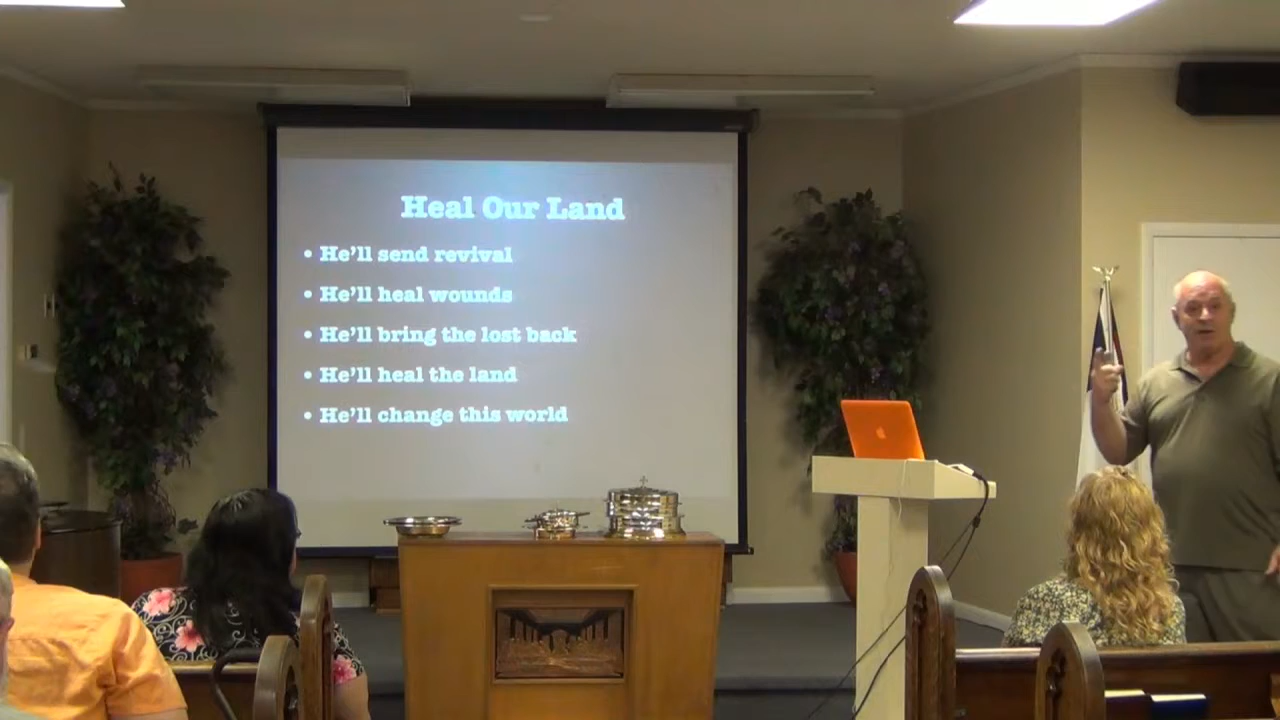 Heal Our Land
• He'll send revival
• He'll heal wounds
• He'll bring the lost back
• He'll heal the land
• He'll change this world